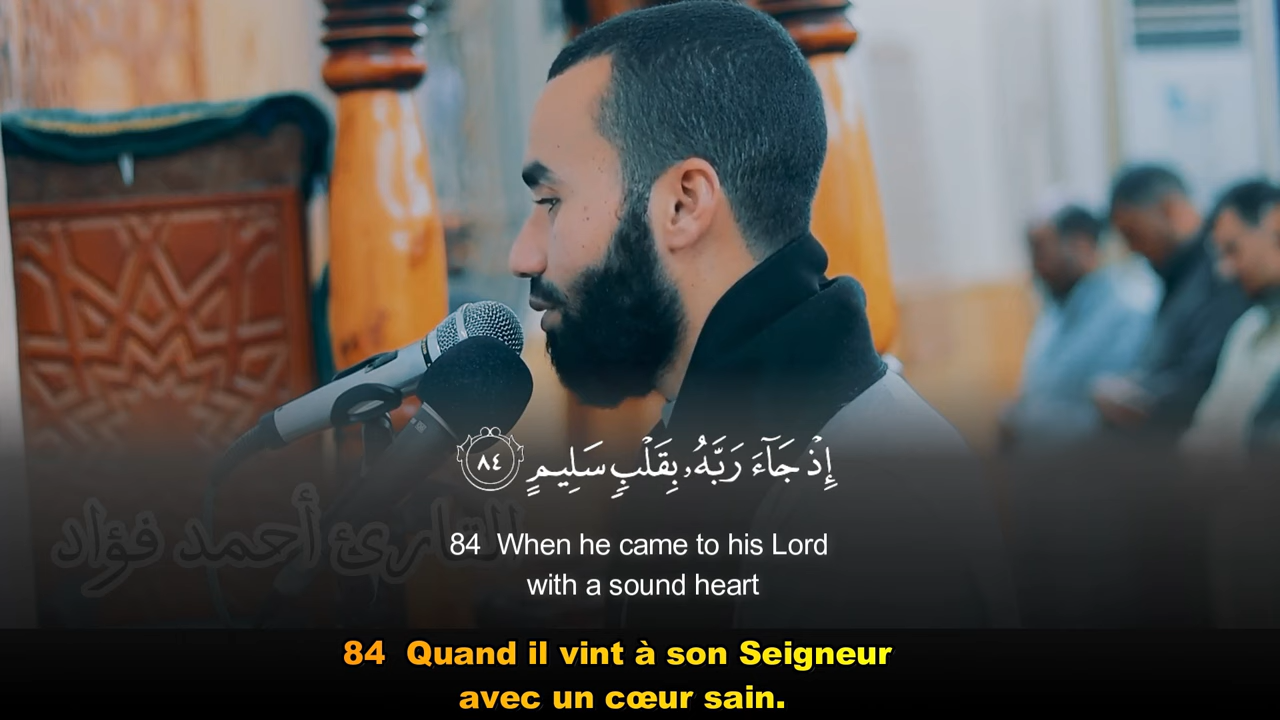 إِذۡ جَآءَ رَبَّهُۥ بِقَلۡبٖ سَلِيمٍ ٨٤
القارئ أحمد فؤاد
84 When he came to his Lord
with a sound heart
84 Quand il vint à son Seigneur
avec un cœur sain.